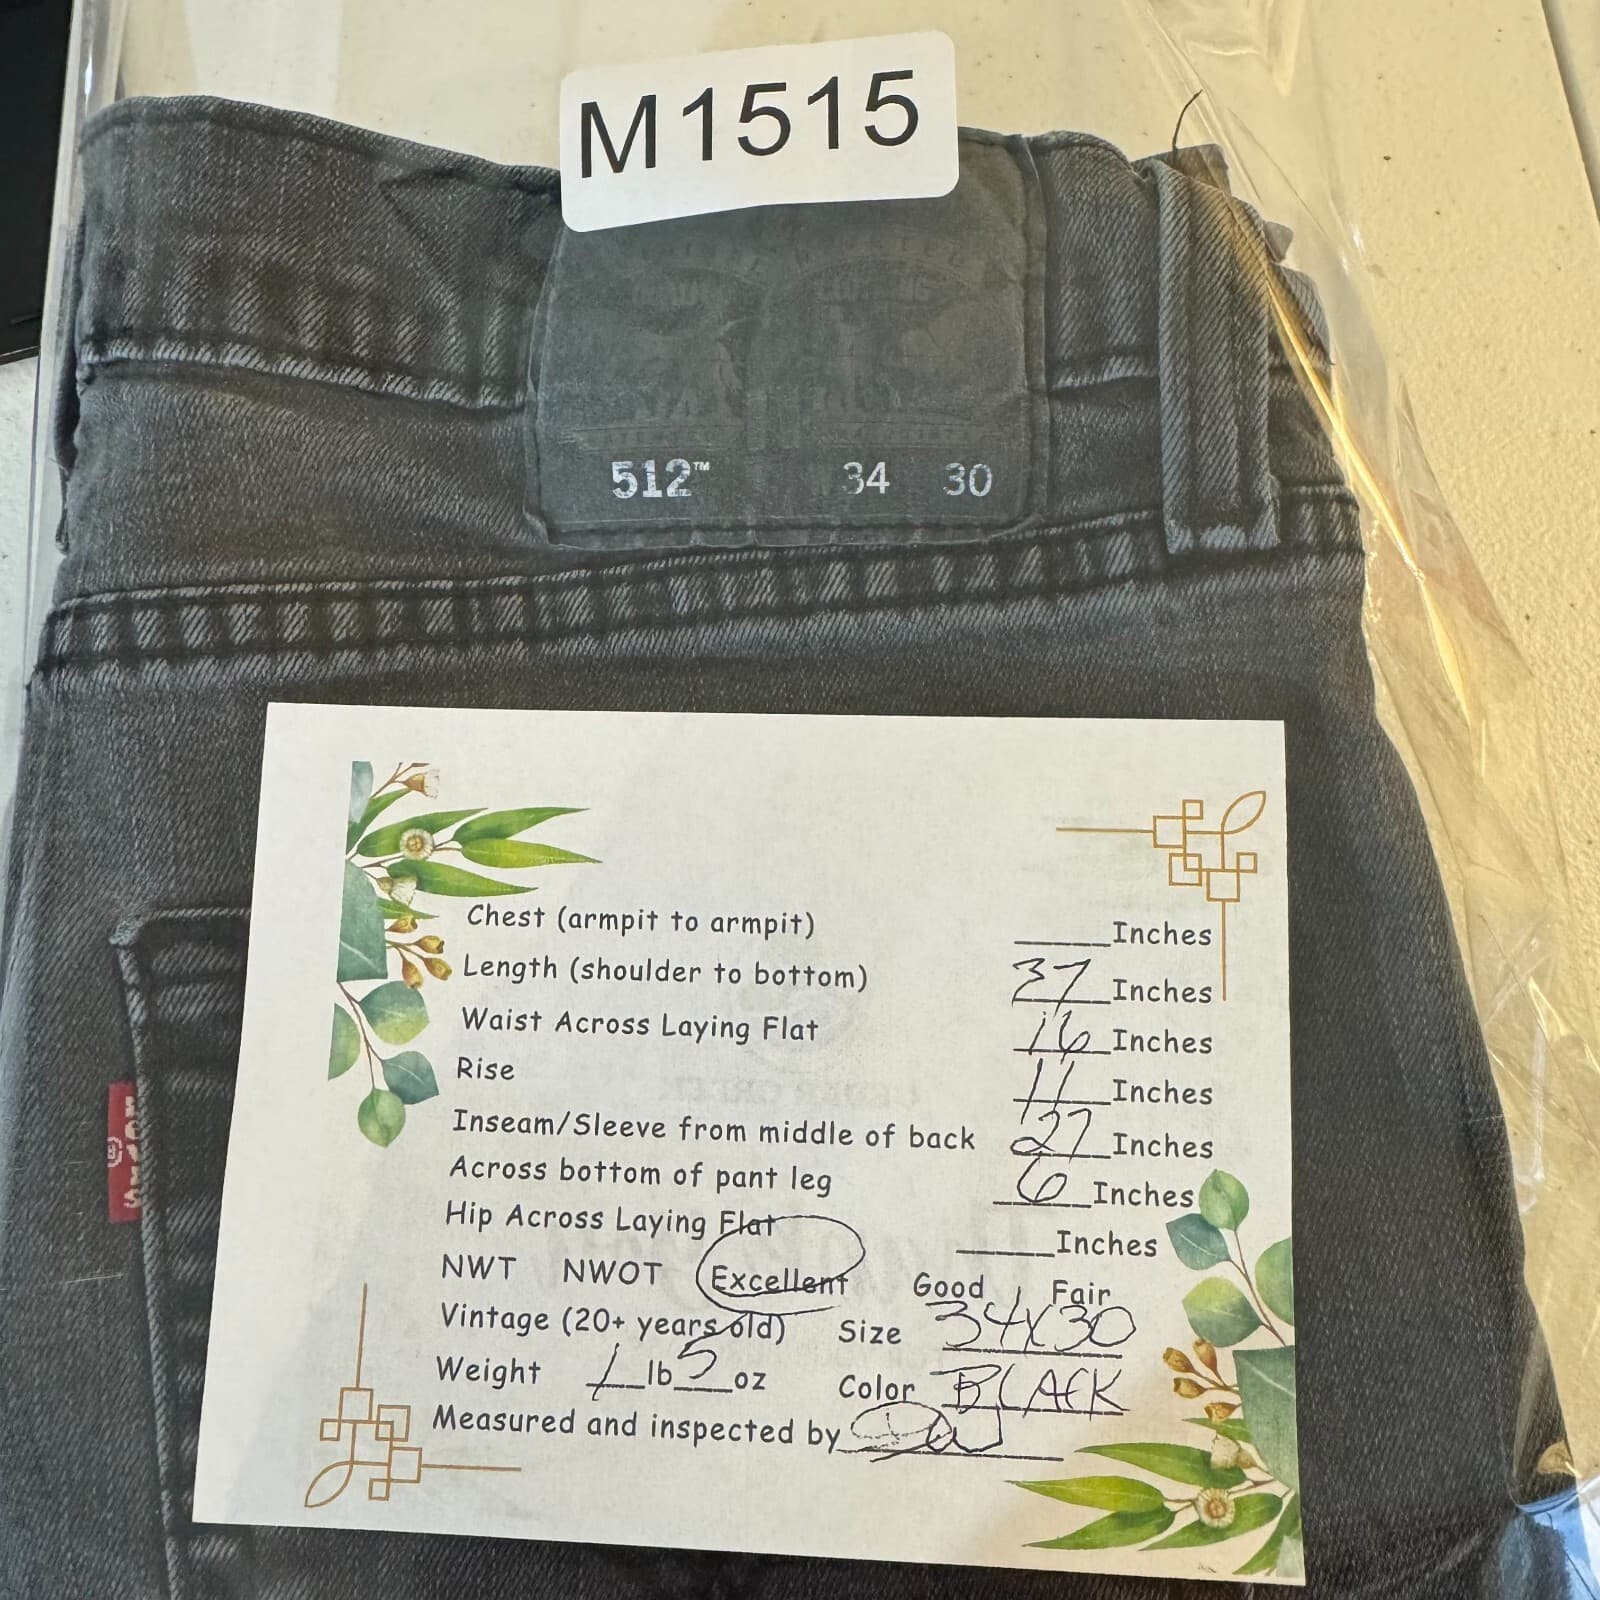 M1515
512™ 34 30
LEVI'S
Chest (armpit to armpit) _____Inches
Length (shoulder to bottom) 37 Inches
Waist Across Laying Flat 16 Inches
Rise 11 Inches
Inseam/Sleeve from middle of back 27 Inches
Across bottom of pant leg 6 Inches
Hip Across Laying Flat _____Inches
NWT NWOT Excellent Good Fair
Vintage (20+ years old) Size 34X30
Weight 1 lb 5 oz Color BLACK
Measured and inspected by